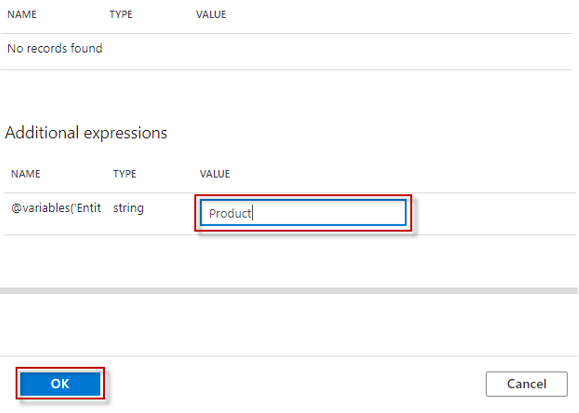 NAME TYPE VALUE
No records found
Additional expressions
NAME TYPE VALUE
@variables('Entit string Product
OK Cancel